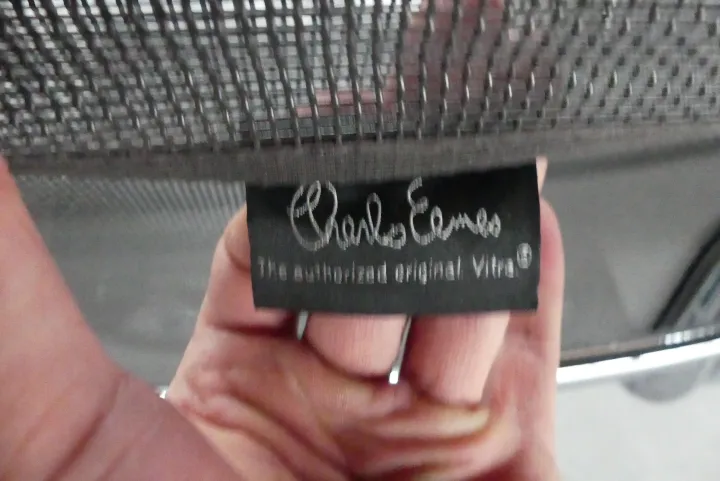 Charles Eames
The authorized original Vitra®